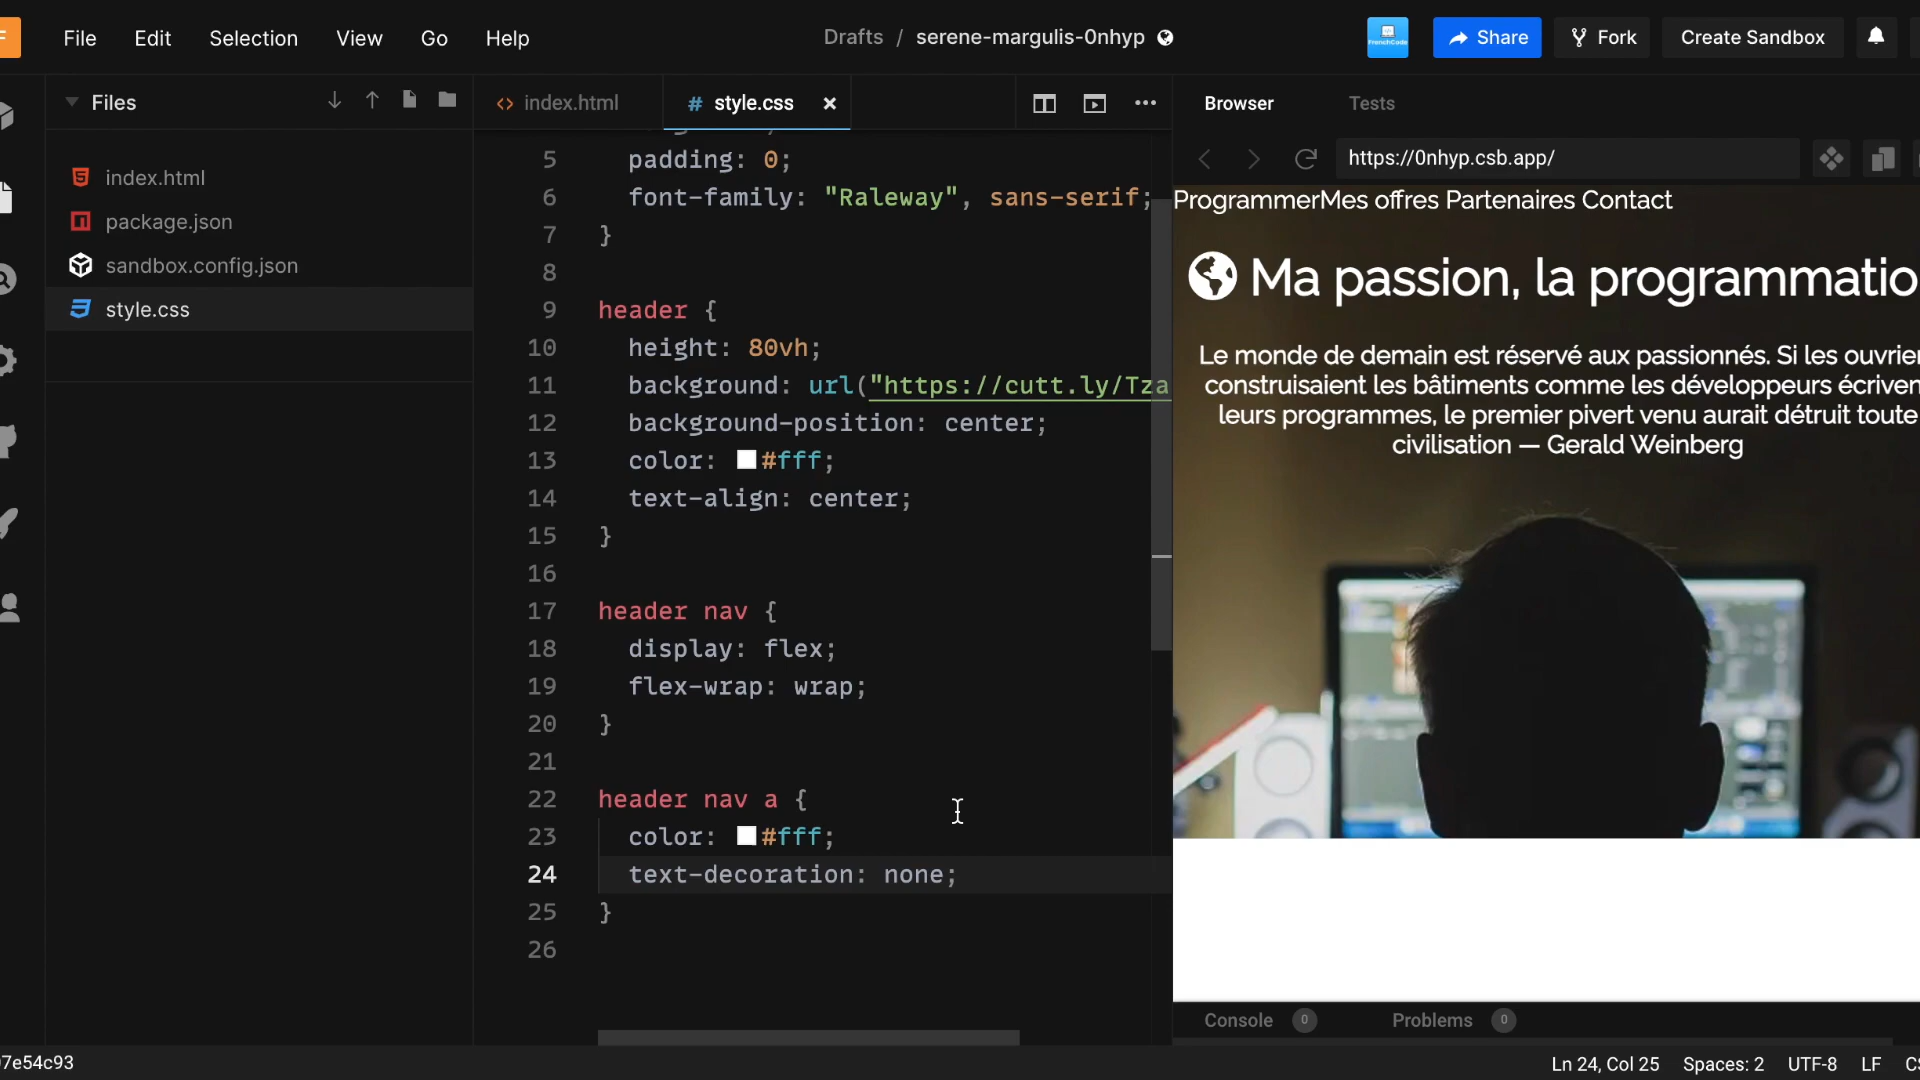 File Edit Selection View Go Help
Drafts / serene-margulis-0nhyp
FrenchCode
Share
Fork
Create Sandbox
Files
index.html
package.json
sandbox.config.json
style.css
<> index.html
# style.css ×
5 padding: 0;
6 font-family: "Raleway", sans-serif;
7 }
8
9 header {
10 height: 80vh;
11 background: url("https://cutt.ly/Tza
12 background-position: center;
13 color: #fff;
14 text-align: center;
15 }
16
17 header nav {
18 display: flex;
19 flex-wrap: wrap;
20 }
21
22 header nav a {
23 color: #fff;
24 text-decoration: none;
25 }
26
Browser Tests
https://0nhyp.csb.app/
ProgrammerMes offres Partenaires Contact
Ma passion, la programmatio
Le monde de demain est réservé aux passionnés. Si les ouvrier
construisaient les bâtiments comme les développeurs écriven
leurs programmes, le premier pivert venu aurait détruit toute
civilisation — Gerald Weinberg
Console 0 Problems 0
7e54c93
Ln 24, Col 25 Spaces: 2 UTF-8 LF